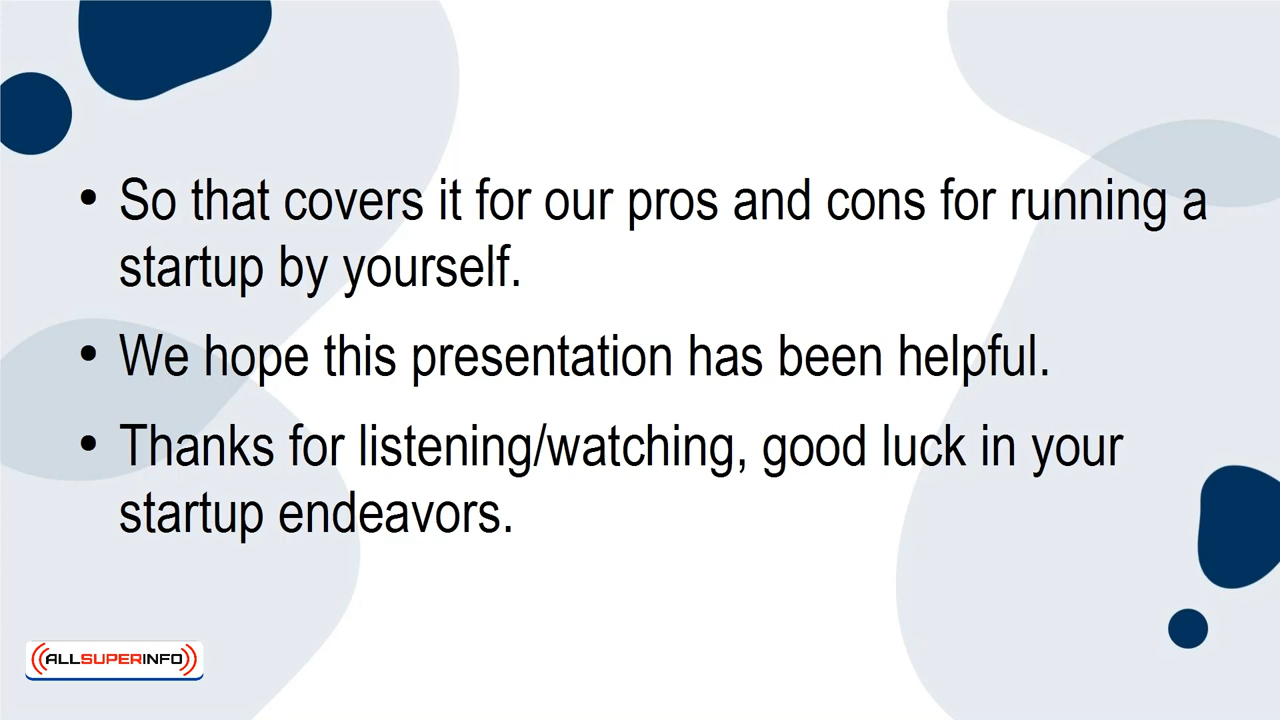 • So that covers it for our pros and cons for running a
startup by yourself.
• We hope this presentation has been helpful.
• Thanks for listening/watching, good luck in your
startup endeavors.
ALLSUPERINFO